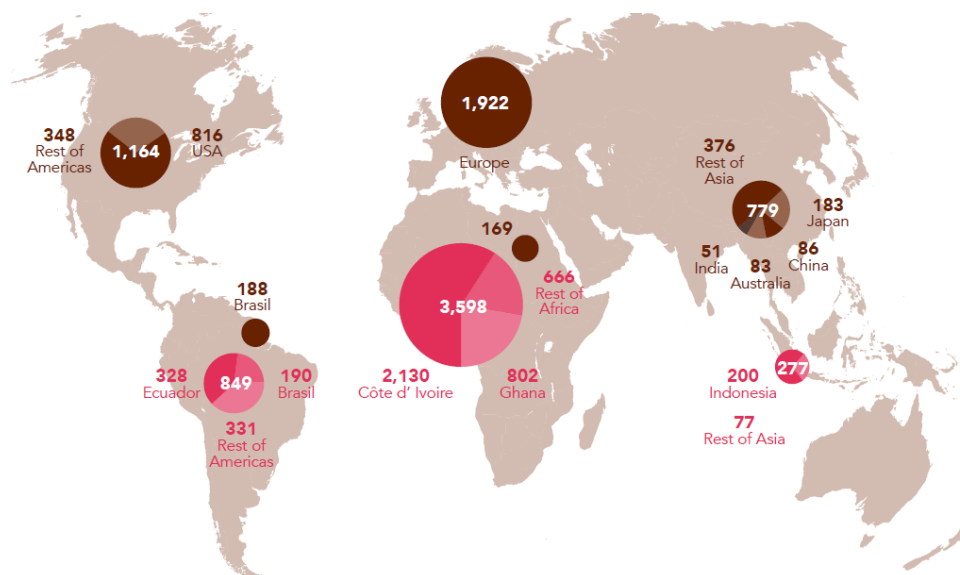 348
Rest of
Americas
1,164
816
USA
1,922
Europe
376
Rest of
Asia
779
183
Japan
51
India
83
Australia
86
China
169
188
Brasil
3,598
666
Rest of
Africa
328
Ecuador
849
190
Brasil
331
Rest of
Americas
2,130
Côte d' Ivoire
802
Ghana
277
200
Indonesia
77
Rest of Asia